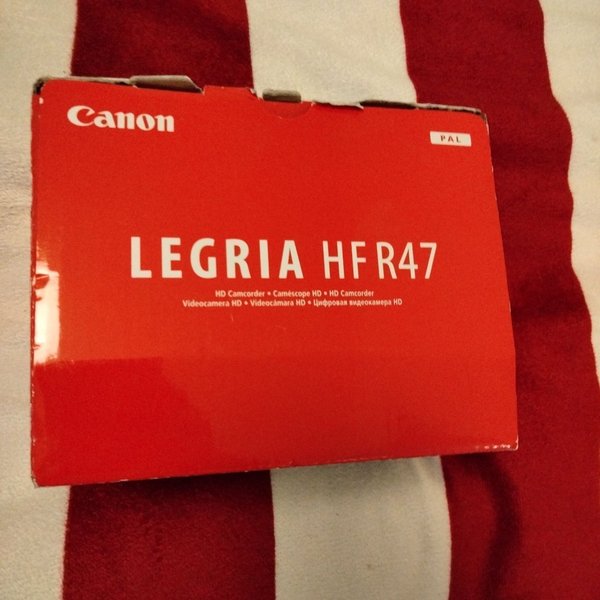 Canon
PAL
LEGRIA HF R47
HD Camcorder • Caméscope HD • HD Camcorder
Videocamera HD • Videocámara HD • Цифровая видеокамера HD